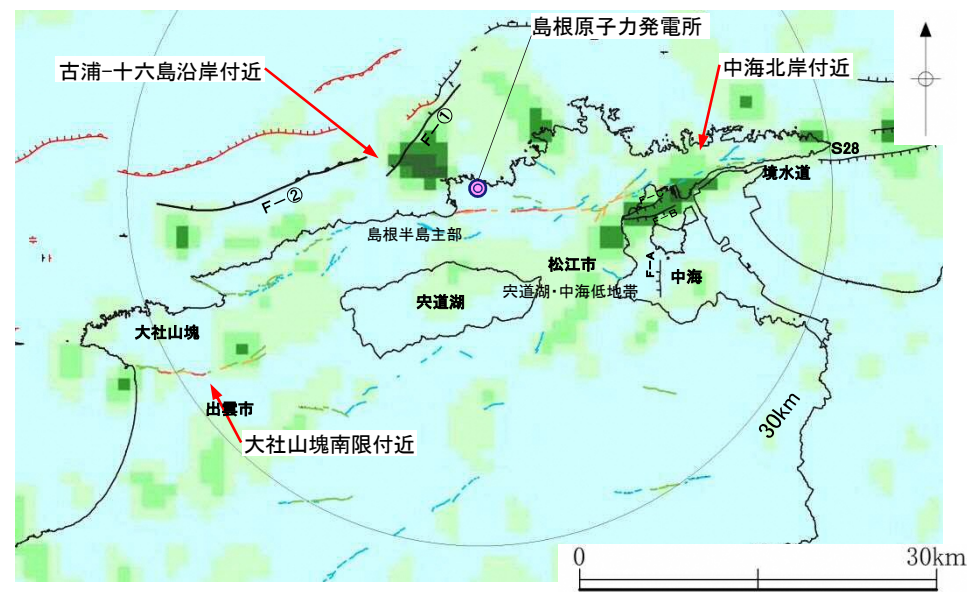 島根原子力発電所
古浦-十六島沿岸付近
中海北岸付近
F-①
S28
境水道
F-②
F-B
島根半島主部
松江市
F-A
中海
宍道湖
宍道湖・中海低地帯
大社山塊
出雲市
30km
大社山塊南限付近
0
30km